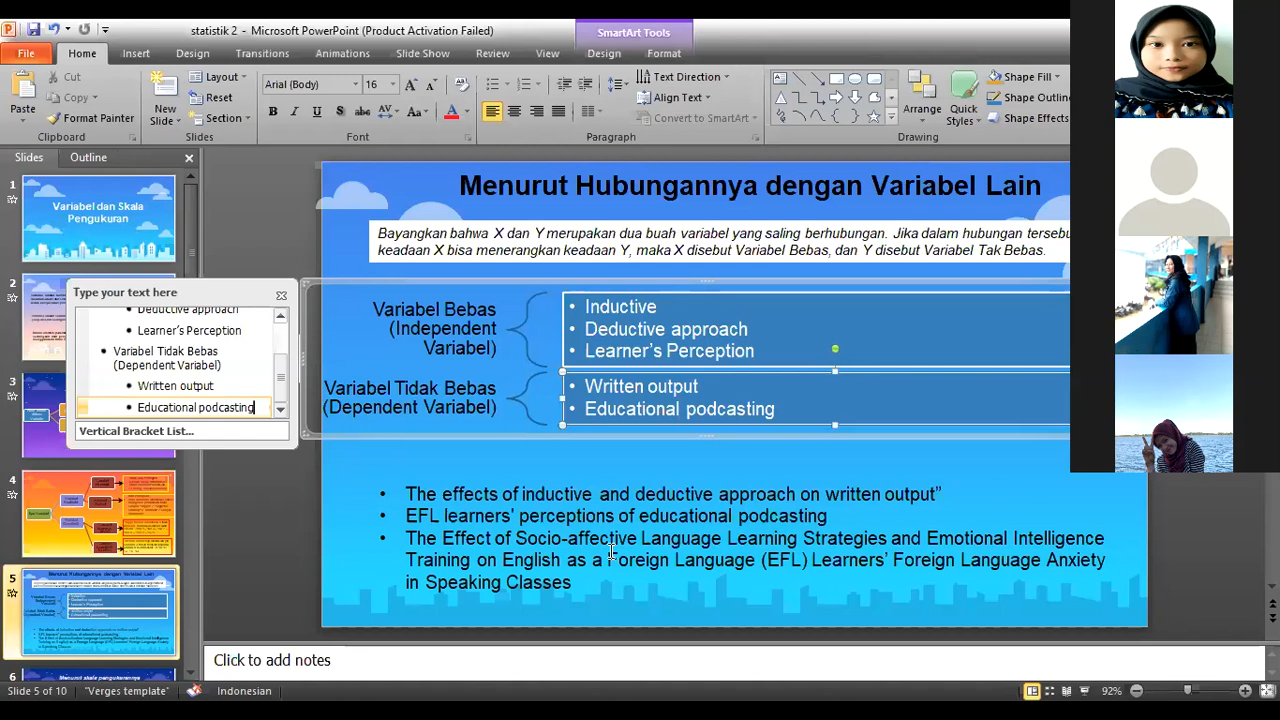 statistik 2 - Microsoft PowerPoint (Product Activation Failed)
SmartArt Tools
File Home Insert Design Transitions Animations Slide Show Review View Design Format
Cut
Copy
Format Painter
Paste
Clipboard
New
Slide
Layout
Reset
Section
Slides
Arial (Body) 16
Font
Text Direction
Align Text
Convert to SmartArt
Paragraph
Arrange
Quick
Styles
Shape Fill
Shape Outline
Shape Effects
Drawing
Slides Outline
1
Variabel dan Skala
Pengukuran
2
3
4
5
6
Type your text here
Deductive approach
Learner's Perception
Variabel Tidak Bebas
(Dependent Variabel)
Written output
Educational podcasting
Vertical Bracket List...
Menurut Hubungannya dengan Variabel Lain
Bayangkan bahwa X dan Y merupakan dua buah variabel yang saling berhubungan. Jika dalam hubungan tersebu
keadaan X bisa menerangkan keadaan Y, maka X disebut Variabel Bebas, dan Y disebut Variabel Tak Bebas.
Variabel Bebas
(Independent
Variabel)
• Inductive
• Deductive approach
• Learner's Perception
Variabel Tidak Bebas
(Dependent Variabel)
• Written output
• Educational podcasting
• The effects of inductive and deductive approach on written output”
• EFL learners' perceptions of educational podcasting
• The Effect of Socio-affective Language Learning Strategies and Emotional Intelligence
Training on English as a Foreign Language (EFL) Learners’ Foreign Language Anxiety
in Speaking Classes
Click to add notes
Slide 5 of 10 "Verges template" Indonesian 92%